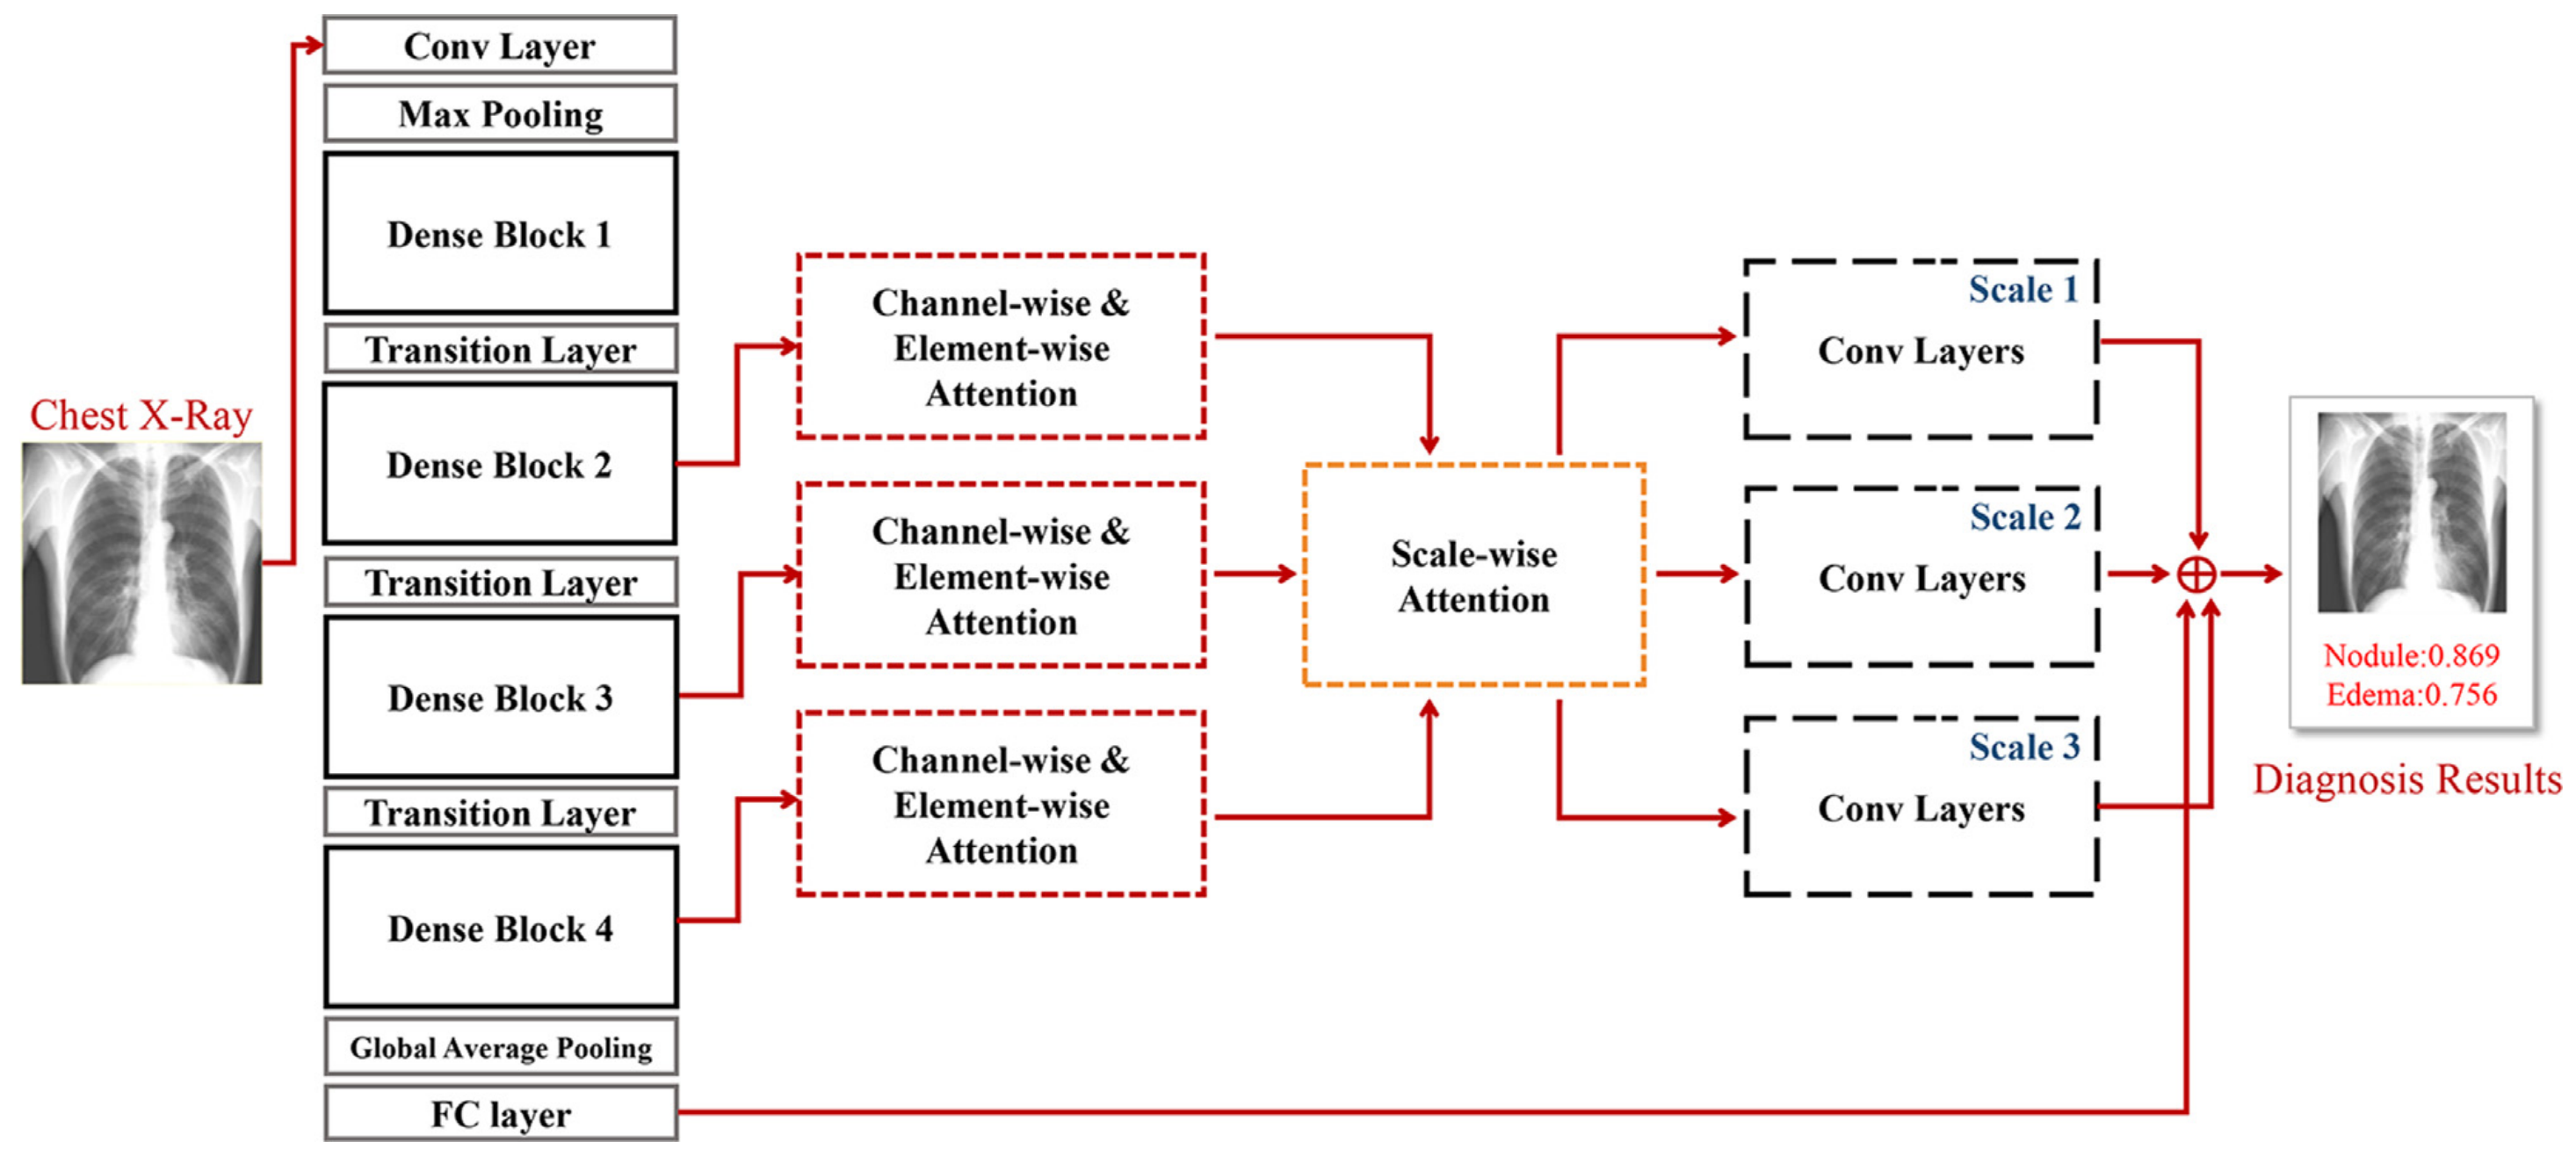 Chest X-Ray
Conv Layer
Max Pooling
Dense Block 1
Transition Layer
Dense Block 2
Transition Layer
Dense Block 3
Transition Layer
Dense Block 4
Global Average Pooling
FC layer
Channel-wise &
Element-wise
Attention
Channel-wise &
Element-wise
Attention
Channel-wise &
Element-wise
Attention
Scale-wise
Attention
Scale 1
Conv Layers
Scale 2
Conv Layers
Scale 3
Conv Layers
Nodule:0.869
Edema:0.756
Diagnosis Results